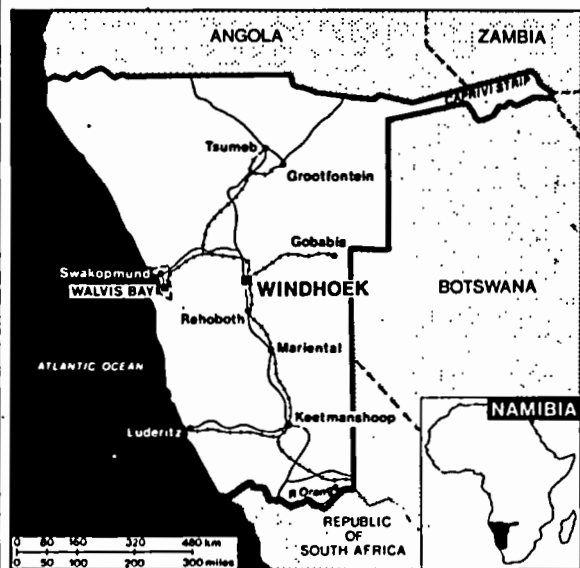 ANGOLA
ZAMBIA
CAPRIVI STRIP
Tsumeb
Grootfontein
Gobabis
Swakopmund
WALVIS BAY
WINDHOEK
BOTSWANA
Rehoboth
Mariental
ATLANTIC OCEAN
Keetmanshoop
NAMIBIA
Luderitz
R Oran
REPUBLIC
OF
SOUTH AFRICA
0 80 160 320 480 km
0 50 100 200 300 miles